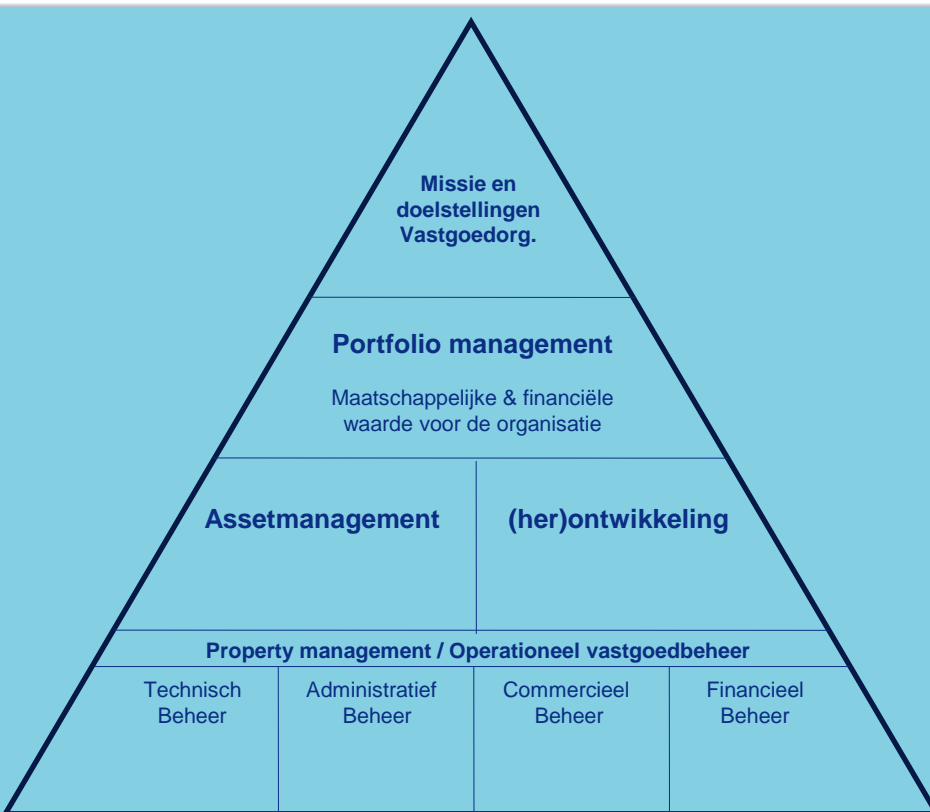 Missie en
doelstellingen
Vastgoedorg.
Portfolio management
Maatschappelijke & financiële
waarde voor de organisatie
Assetmanagement
(her)ontwikkeling
Property management / Operationeel vastgoedbeheer
Technisch
Beheer
Administratief
Beheer
Commercieel
Beheer
Financieel
Beheer